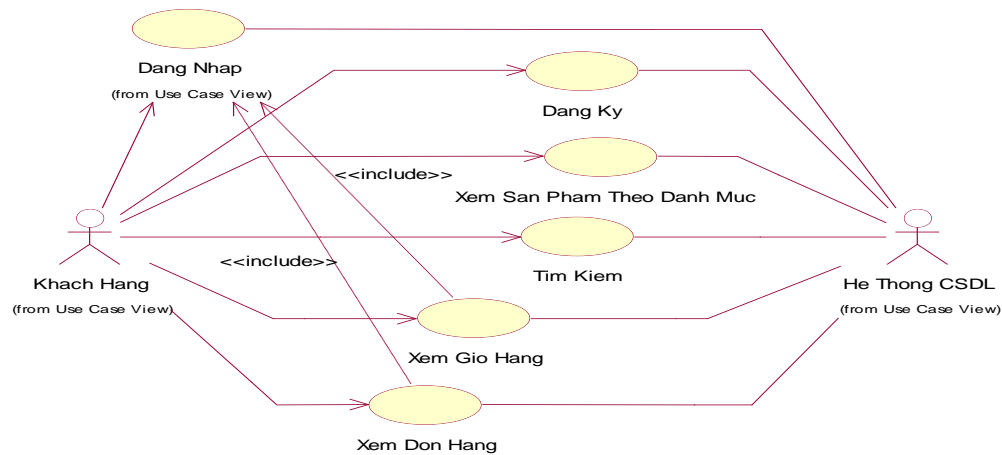 Dang Nhap
(from Use Case View)
Dang Ky
<<include>>
Xem San Pham Theo Danh Muc
<<include>>
Tim Kiem
Khach Hang
(from Use Case View)
He Thong CSDL
(from Use Case View)
Xem Gio Hang
Xem Don Hang